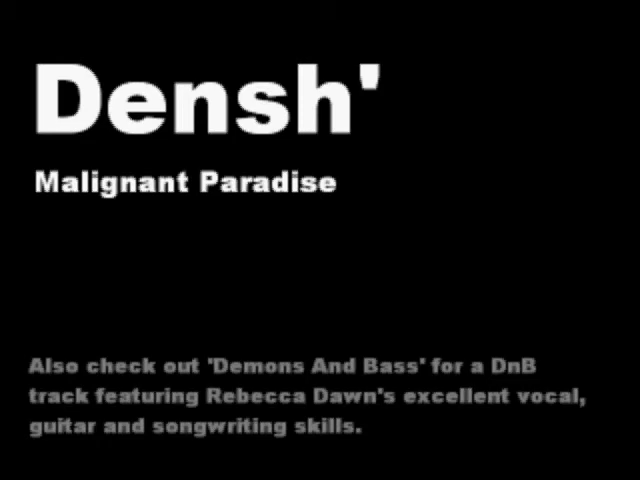 Densh'
Malignant Paradise
Also check out 'Demons And Bass' for a DnB
track featuring Rebecca Dawn's excellent vocal,
guitar and songwriting skills.